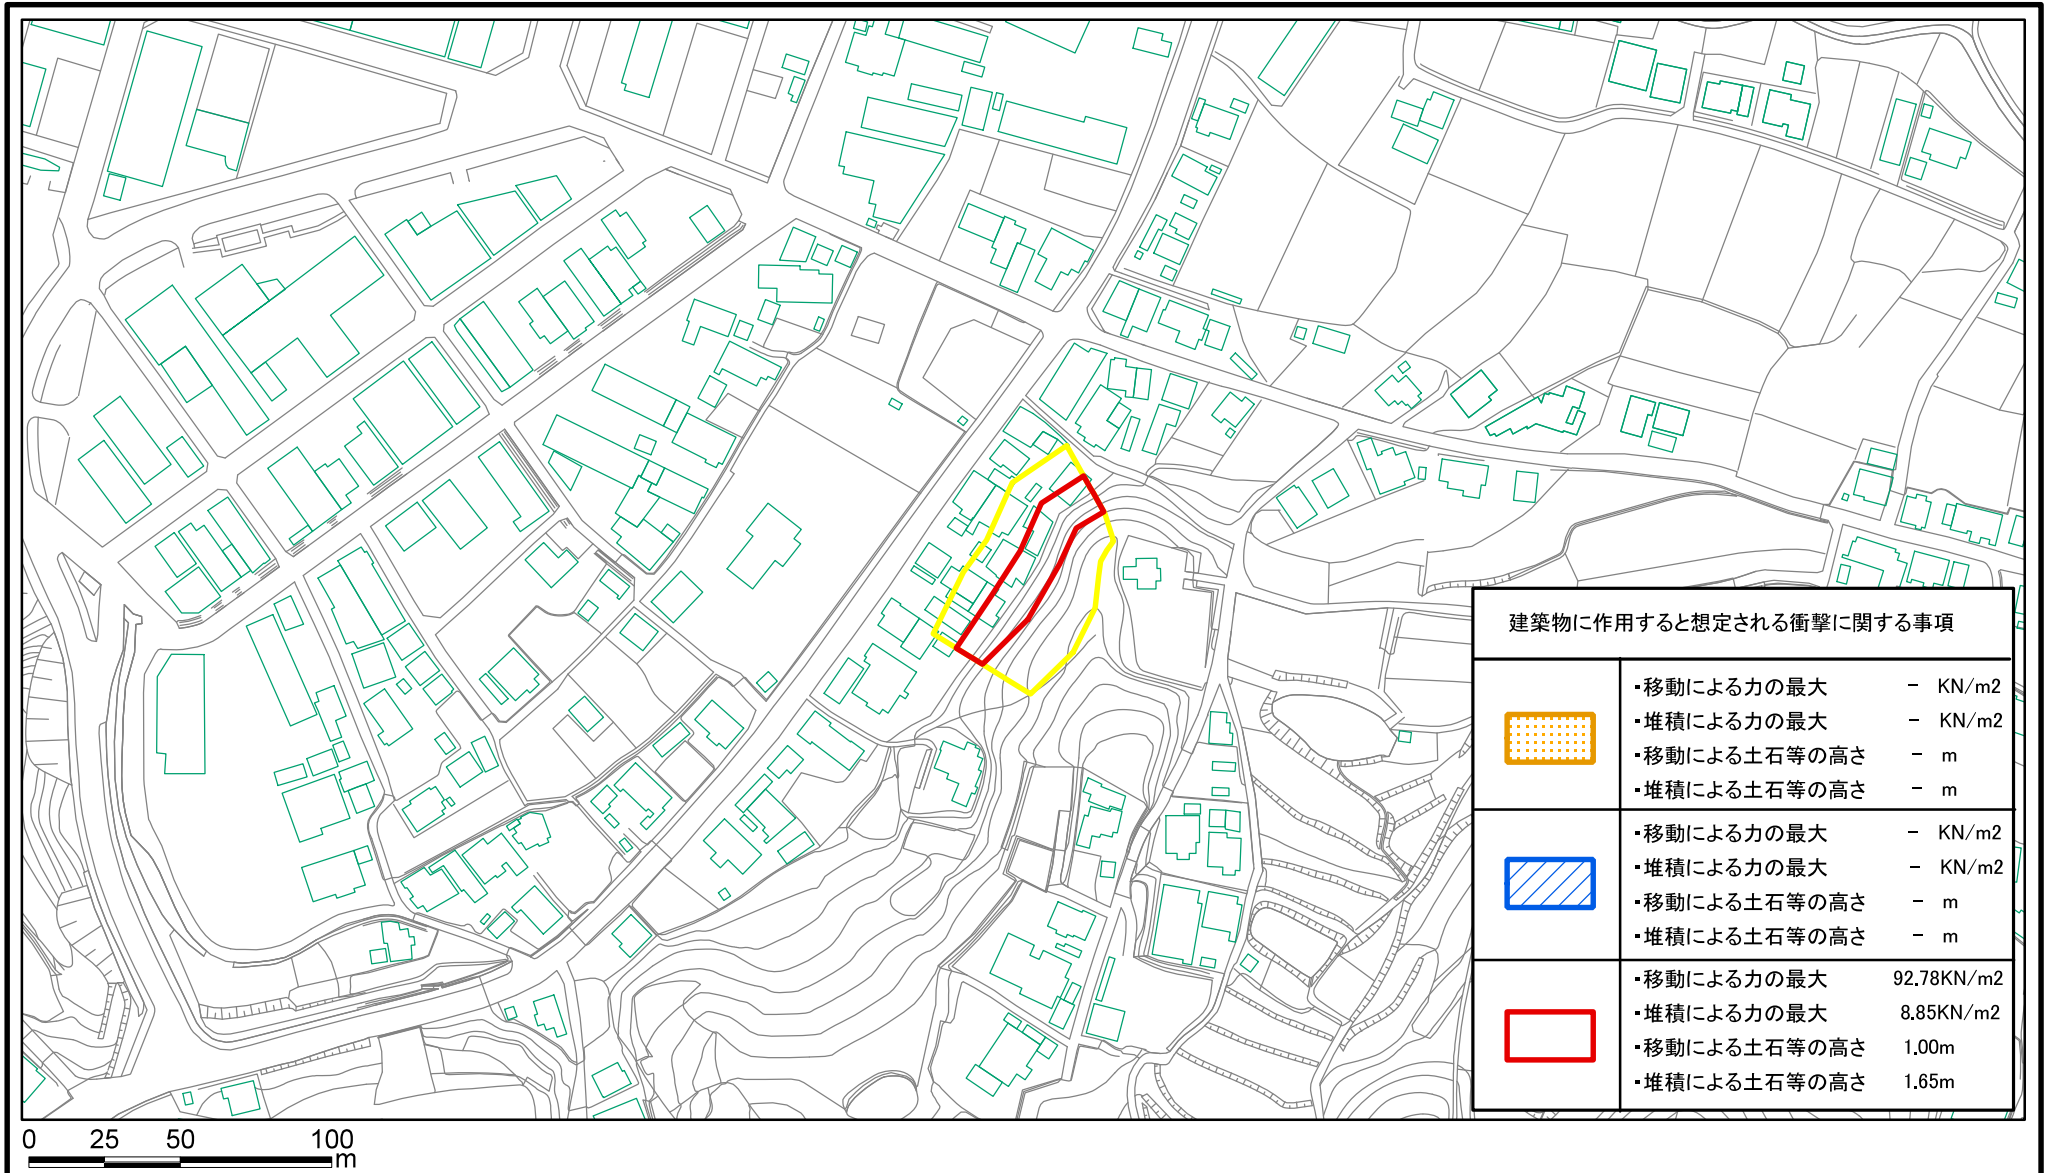 建築物に作用すると想定される衝撃に関する事項
・移動による力の最大 － KN/m2
・堆積による力の最大 － KN/m2
・移動による土石等の高さ － m
・堆積による土石等の高さ － m
・移動による力の最大 － KN/m2
・堆積による力の最大 － KN/m2
・移動による土石等の高さ － m
・堆積による土石等の高さ － m
・移動による力の最大 92.78KN/m2
・堆積による力の最大 8.85KN/m2
・移動による土石等の高さ 1.00m
・堆積による土石等の高さ 1.65m
0 25 50 100
m